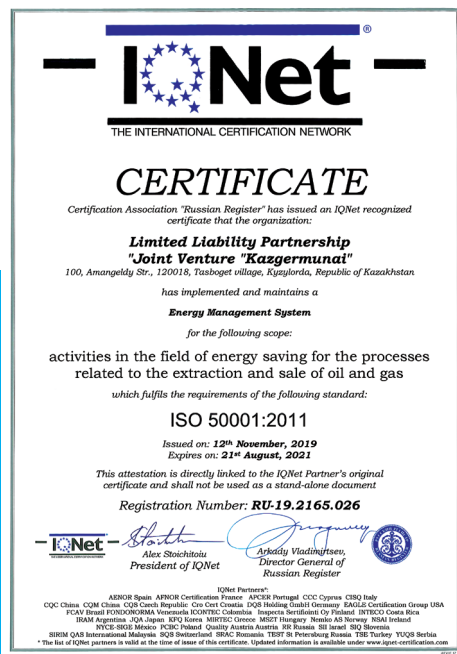 IQNet ®
THE INTERNATIONAL CERTIFICATION NETWORK
CERTIFICATE
Certification Association "Russian Register" has issued an IQNet recognized
certificate that the organization:
Limited Liability Partnership
"Joint Venture "Kazgermunai"
100, Amangeldy Str., 120018, Tasboget village, Kyzylorda, Republic of Kazakhstan
has implemented and maintains a
Energy Management System
for the following scope:
activities in the field of energy saving for the processes
related to the extraction and sale of oil and gas
which fulfils the requirements of the following standard:
ISO 50001:2011
Issued on: 12th November, 2019
Expires on: 21st August, 2021
This attestation is directly linked to the IQNet Partner's original
certificate and shall not be used as a stand-alone document
Registration Number: RU-19.2165.026
IQNet
Alex Stoichitoiu
President of IQNet
Arkady Vladimirtsev,
Director General of
Russian Register
IQNet Partners*:
AENOR Spain AFNOR Certification France APCER Portugal CCC Cyprus CISQ Italy
CQC China CQM China CQS Czech Republic Cro Cert Croatia DQS Holding GmbH Germany EAGLE Certification Group USA
FCAV Brazil FONDONORMA Venezuela ICONTEC Colombia Inspecta Sertifiointi Oy Finland INTECO Costa Rica
IRAM Argentina JQA Japan KFQ Korea MIRTEC Greece MSZT Hungary Nemko AS Norway NSAI Ireland
NYCE-SIGE México PCBC Poland Quality Austria Austria RR Russia SII Israel SIQ Slovenia
SIRIM QAS International Malaysia SQS Switzerland SRAC Romania TEST St Petersburg Russia TSE Turkey YUQS Serbia
* The list of IQNet partners is valid at the time of issue of this certificate. Updated information is available under www.iqnet-certification.com